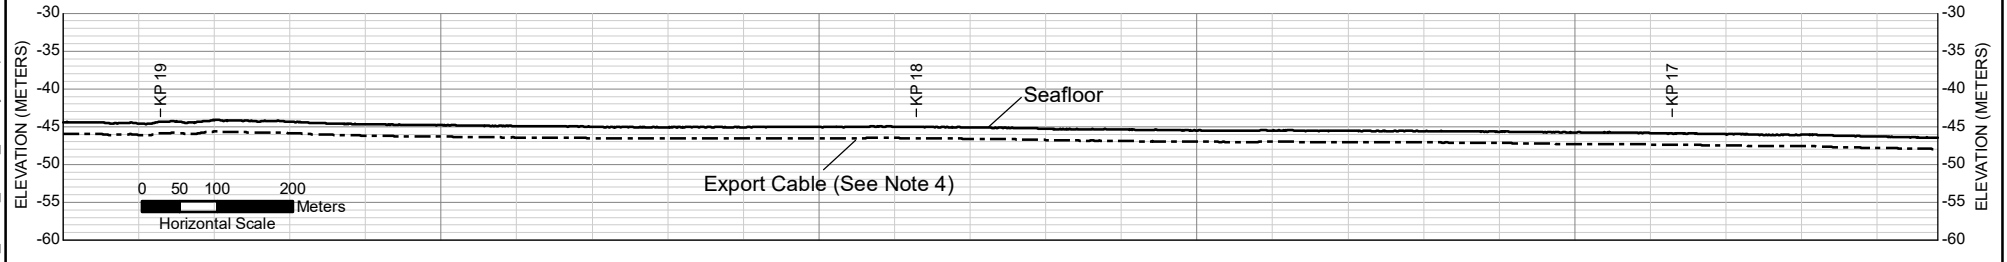 -30
-35
-40
-45
-50
-55
-60
ELEVATION (METERS)
KP 19
KP 18
KP 17
Seafloor
Export Cable (See Note 4)
0 50 100 200
Meters
Horizontal Scale
-30
-35
-40
-45
-50
-55
-60
ELEVATION (METERS)